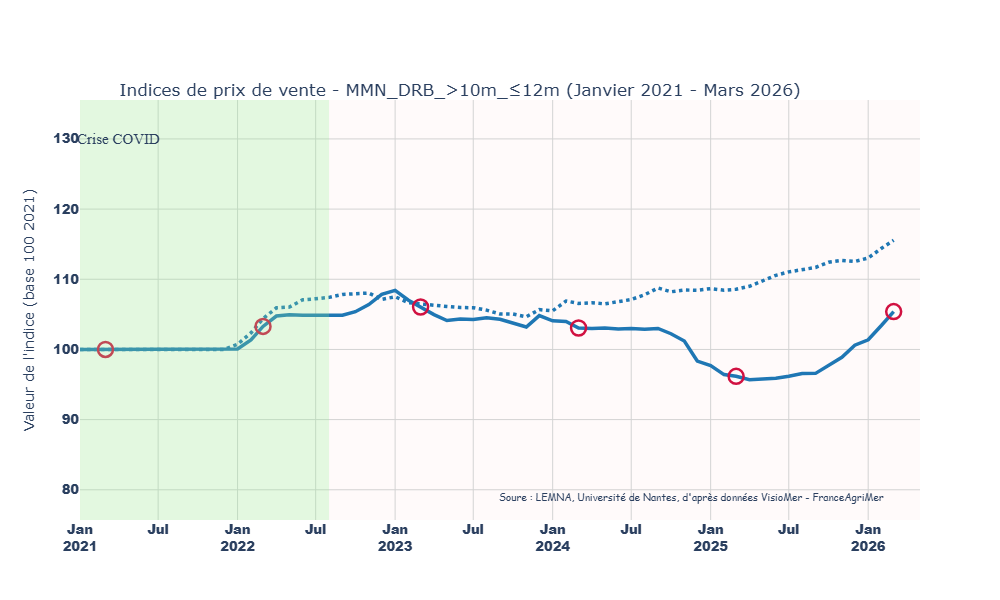 Indices de prix de vente - MMN_DRB_>10m_≤12m (Janvier 2021 - Mars 2026)
Valeur de l'indice (base 100 2021)
130
Crise COVID
120
110
100
90
80
Soure : LEMNA, Université de Nantes, d'après données VisioMer - FranceAgriMer
Jan Jul Jan Jul Jan Jul Jan Jul Jan Jul Jan
2021 2022 2023 2024 2025 2026